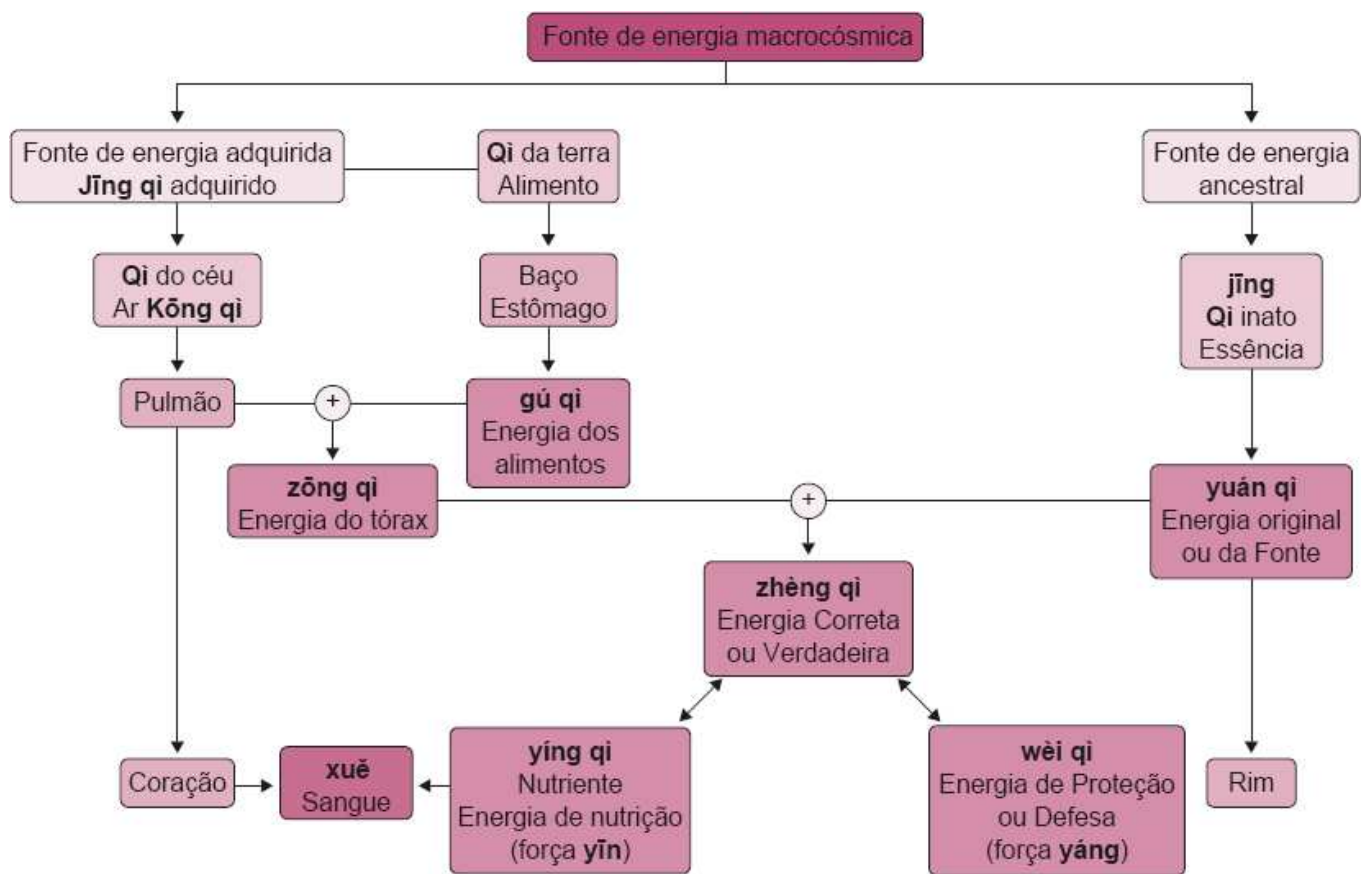 Fonte de energia macrocósmica
Fonte de energia adquirida
Jīng qì adquirido
Qì da terra
Alimento
Fonte de energia
ancestral
Qì do céu
Ar Kōng qì
Baço
Estômago
jīng
Qì inato
Essência
Pulmão
+
gú qì
Energia dos
alimentos
zōng qì
Energia do tórax
+
yuán qì
Energia original
ou da Fonte
zhèng qì
Energia Correta
ou Verdadeira
Coração
xuě
Sangue
yíng qì
Nutriente
Energia de nutrição
(força yīn)
wèi qì
Energia de Proteção
ou Defesa
(força yáng)
Rim